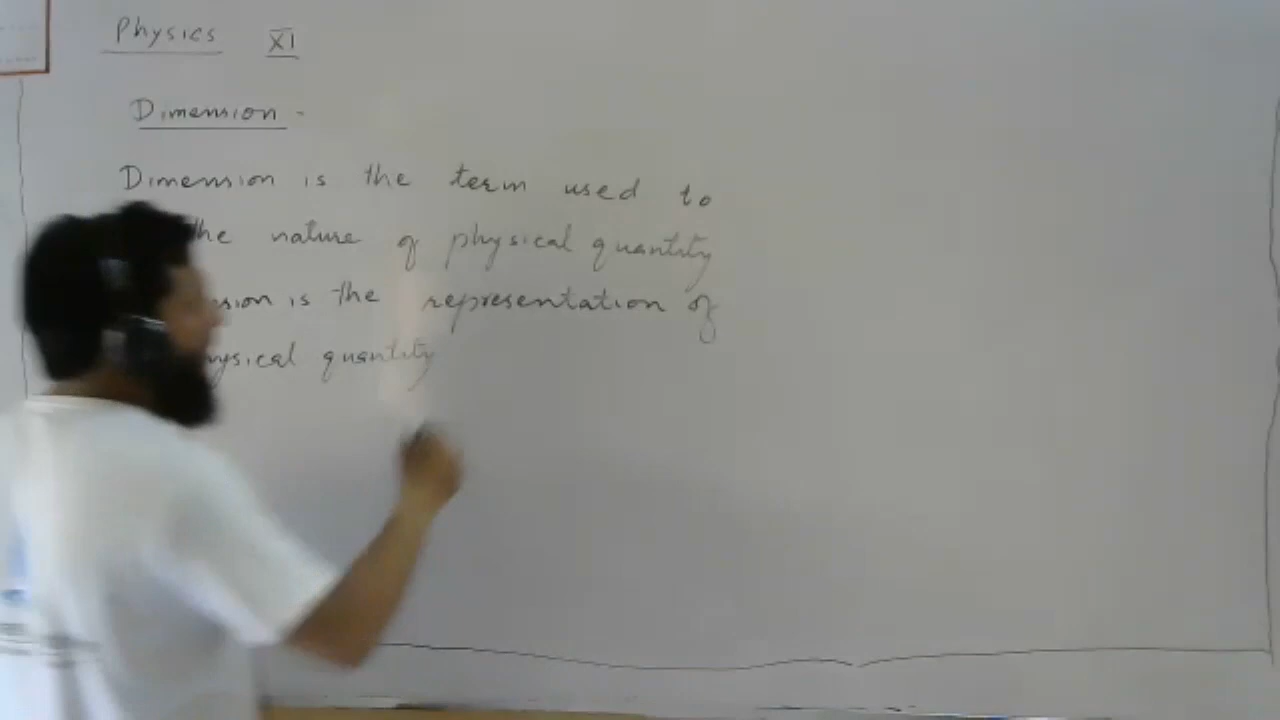 Physics XI
Dimension -
Dimension is the term used to
the nature of physical quantity
is the representation of
physical quantity